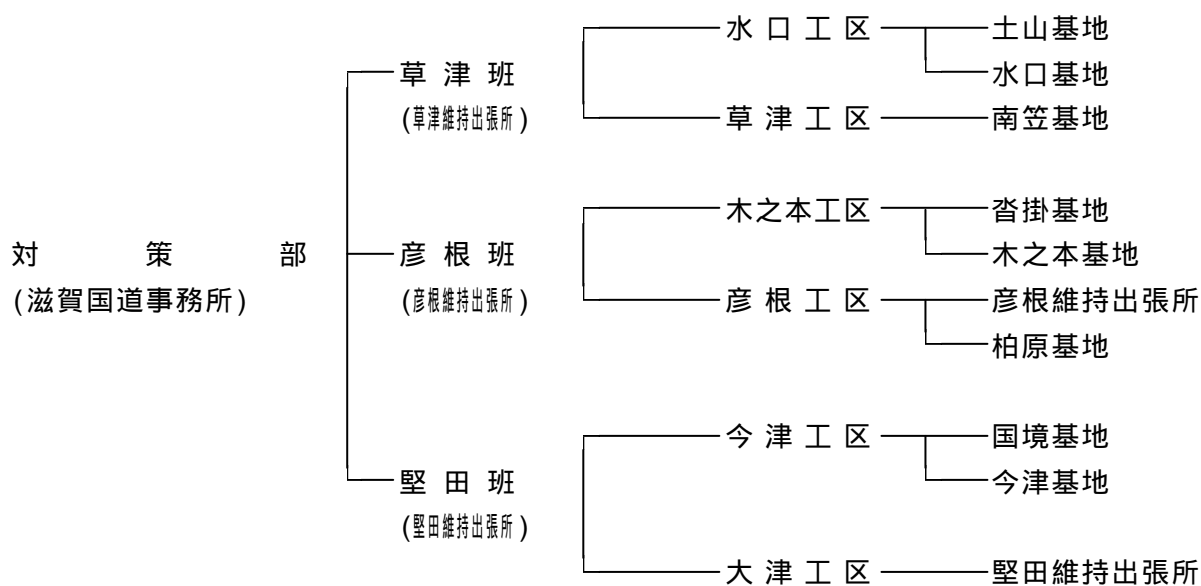 水口工区 土山基地
草津班 水口基地
(草津維持出張所) 草津工区 南笠基地
木之本工区 沓掛基地
対策部 彦根班 木之本基地
(滋賀国道事務所) (彦根維持出張所) 彦根工区 彦根維持出張所
柏原基地
今津工区 国境基地
堅田班 今津基地
(堅田維持出張所)
大津工区 堅田維持出張所